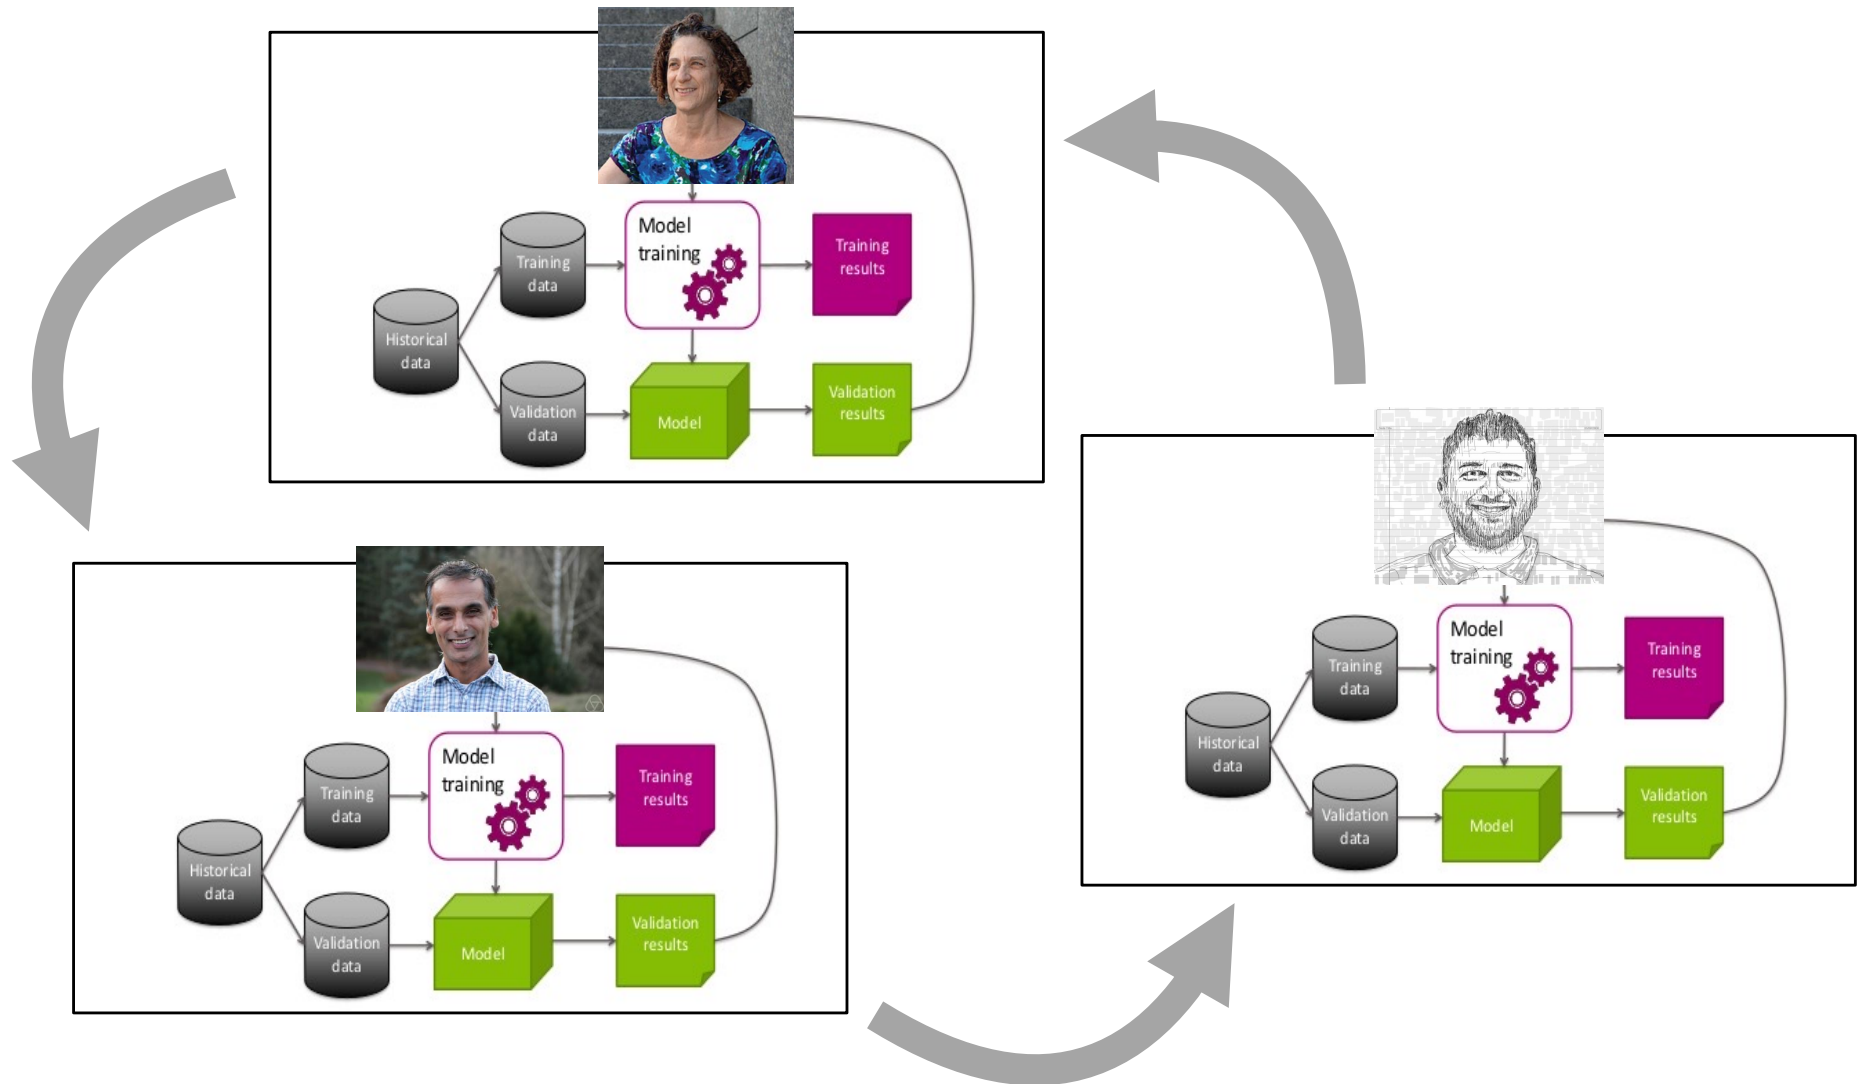 Model
training
Training
data
Training
results
Historical
data
Validation
data
Model
Validation
results
Model
training
Training
data
Training
results
Historical
data
Validation
data
Model
Validation
results
Model
training
Training
data
Training
results
Historical
data
Validation
data
Model
Validation
results